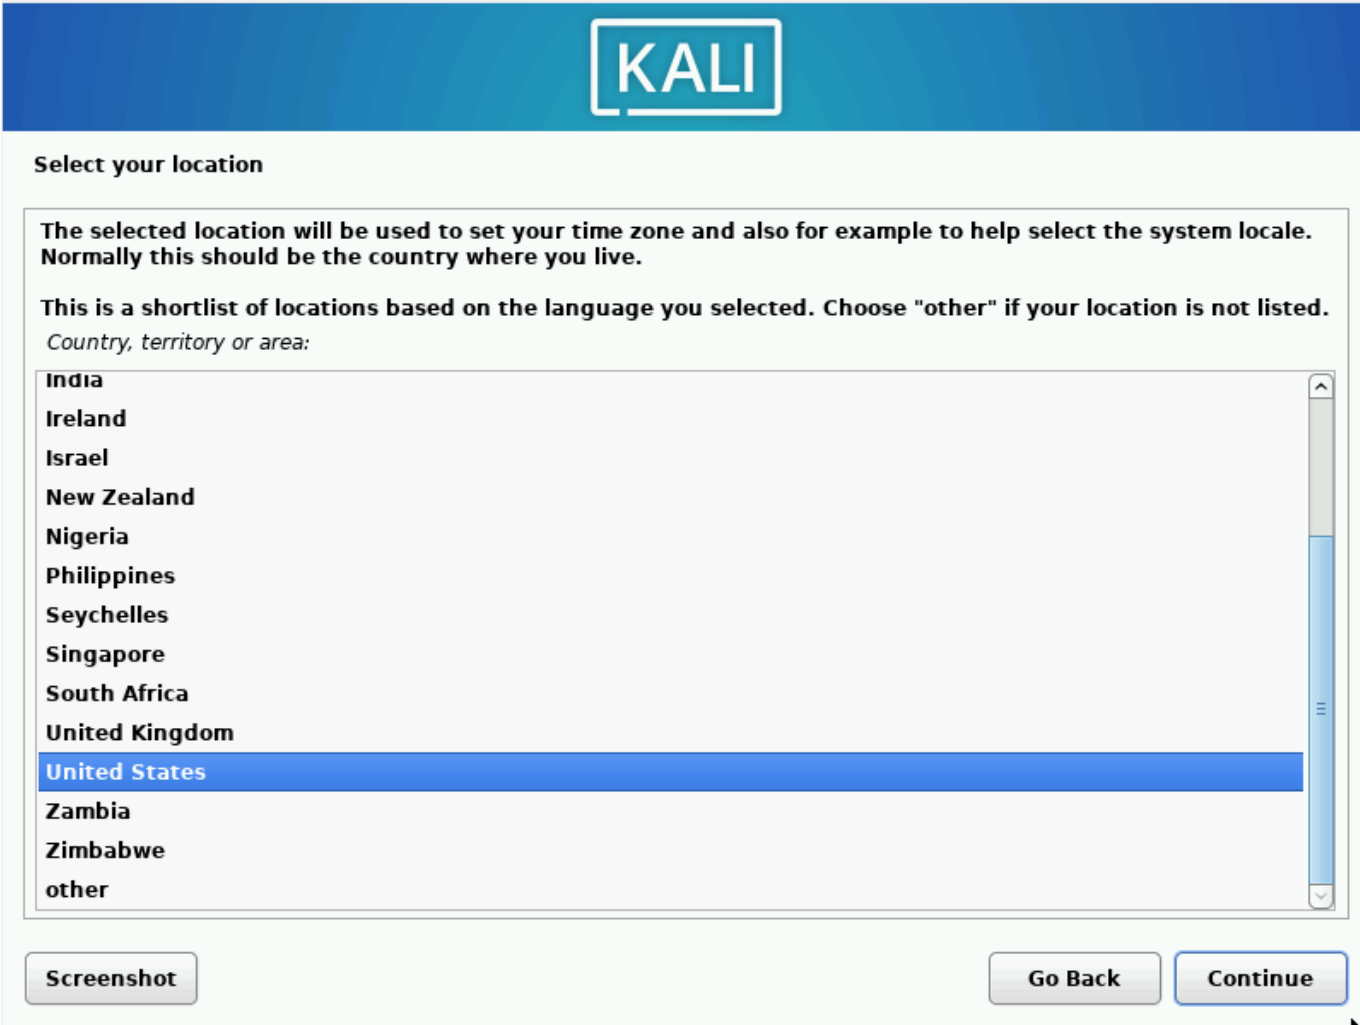 KALI
Select your location
The selected location will be used to set your time zone and also for example to help select the system locale.
Normally this should be the country where you live.
This is a shortlist of locations based on the language you selected. Choose "other" if your location is not listed.
Country, territory or area:
India
Ireland
Israel
New Zealand
Nigeria
Philippines
Seychelles
Singapore
South Africa
United Kingdom
United States
Zambia
Zimbabwe
other
Screenshot
Go Back
Continue